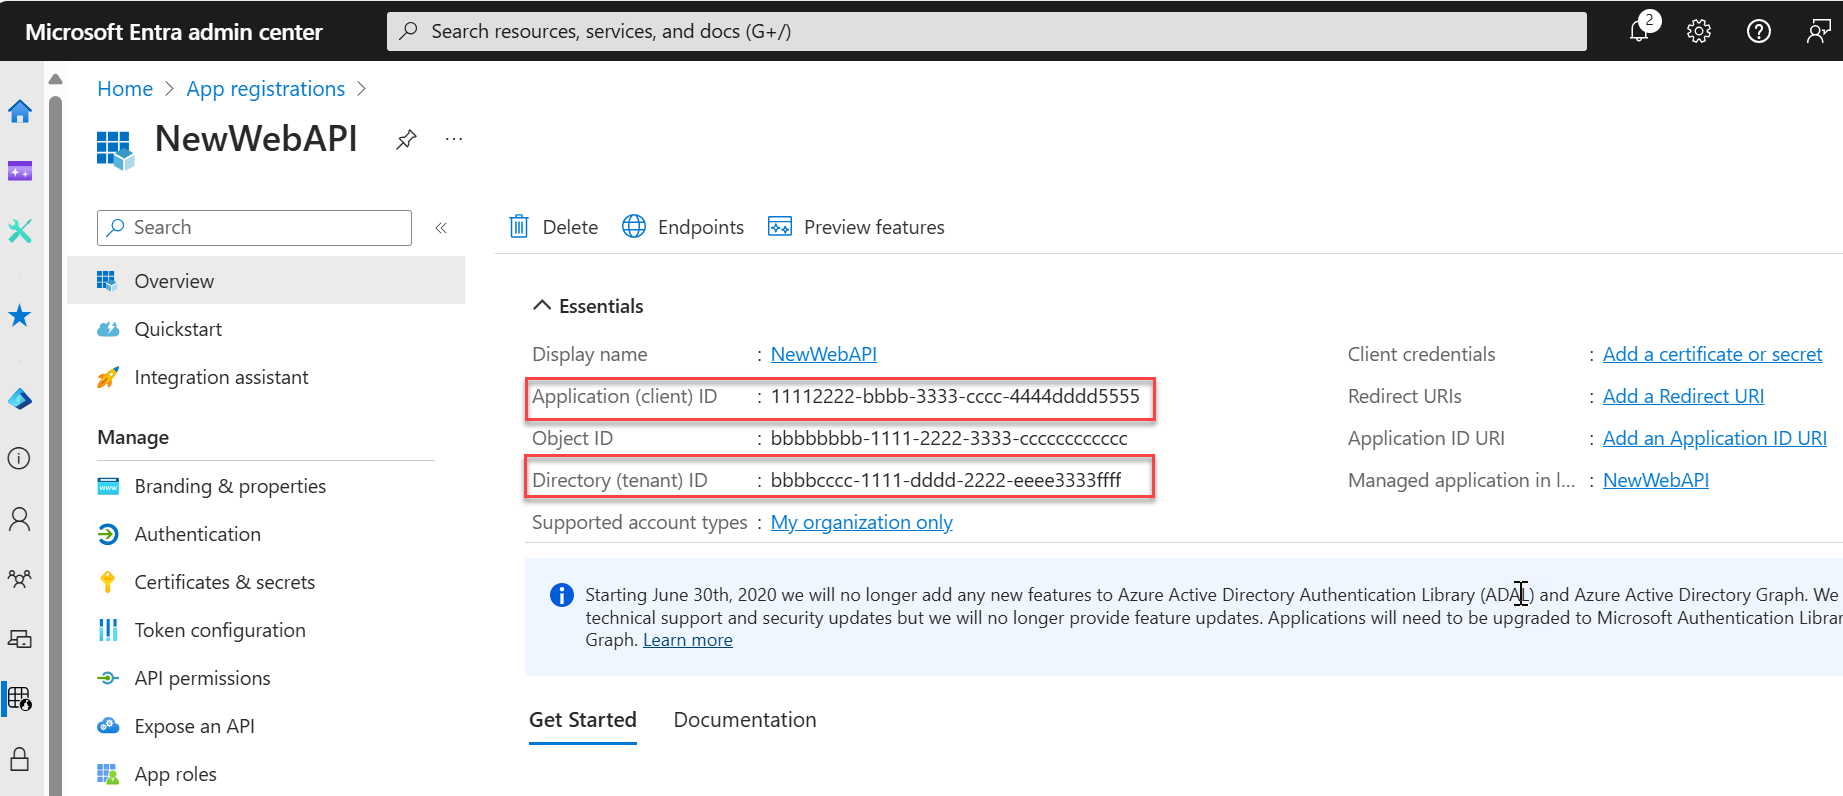 Microsoft Entra admin center
Search resources, services, and docs (G+/)
2
Home > App registrations >
NewWebAPI
...
Search
«
Delete
Endpoints
Preview features
Overview
Quickstart
Integration assistant
Manage
Branding & properties
Authentication
Certificates & secrets
Token configuration
API permissions
Expose an API
App roles
Essentials
Display name : NewWebAPI
Application (client) ID : 11112222-bbbb-3333-cccc-4444dddd5555
Object ID : bbbbbbbb-1111-2222-3333-cccccccccccc
Directory (tenant) ID : bbbbcccc-1111-dddd-2222-eeee3333ffff
Supported account types : My organization only
Client credentials : Add a certificate or secret
Redirect URIs : Add a Redirect URI
Application ID URI : Add an Application ID URI
Managed application in l... : NewWebAPI
Starting June 30th, 2020 we will no longer add any new features to Azure Active Directory Authentication Library (ADAL) and Azure Active Directory Graph. We
technical support and security updates but we will no longer provide feature updates. Applications will need to be upgraded to Microsoft Authentication Librar
Graph. Learn more
Get Started
Documentation
www